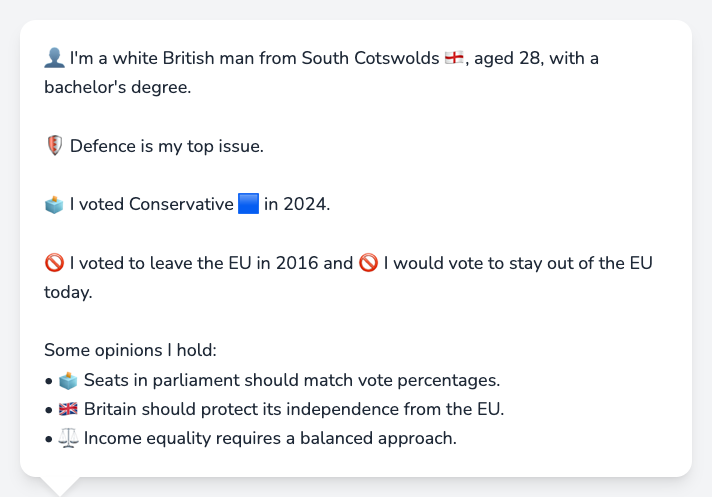 👤 I'm a white British man from South Cotswolds 🏴󠁧󠁢󠁥󠁮󠁧󠁿, aged 28, with a
bachelor's degree.
🛡️ Defence is my top issue.
🗳️ I voted Conservative 🟦 in 2024.
🚫 I voted to leave the EU in 2016 and 🚫 I would vote to stay out of the EU
today.
Some opinions I hold:
• 🗳️ Seats in parliament should match vote percentages.
• 🇬🇧 Britain should protect its independence from the EU.
• ⚖️ Income equality requires a balanced approach.